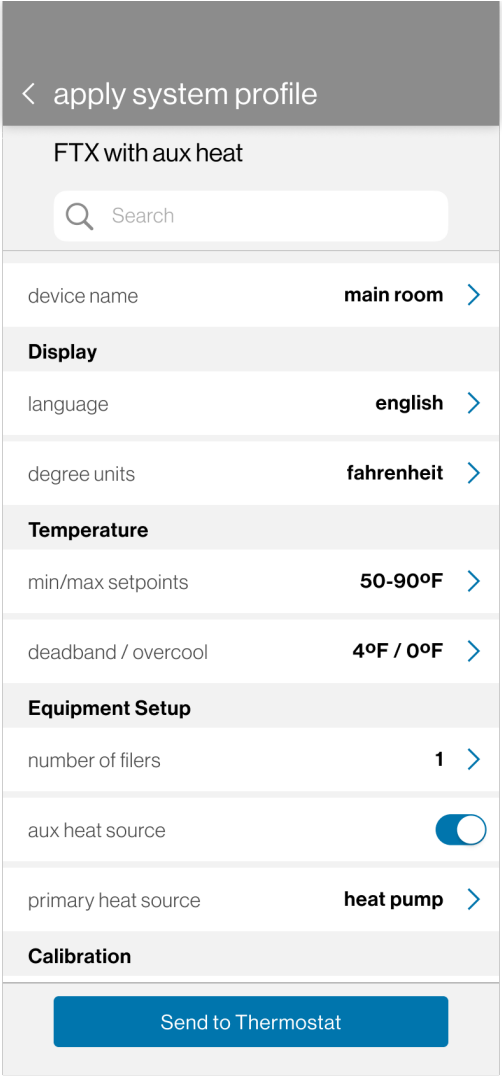 apply system profile
FTX with aux heat
Search
device name main room
Display
language english
degree units fahrenheit
Temperature
min/max setpoints 50-90ºF
deadband / overcool 4ºF / 0ºF
Equipment Setup
number of filers 1
aux heat source
primary heat source heat pump
Calibration
Send to Thermostat